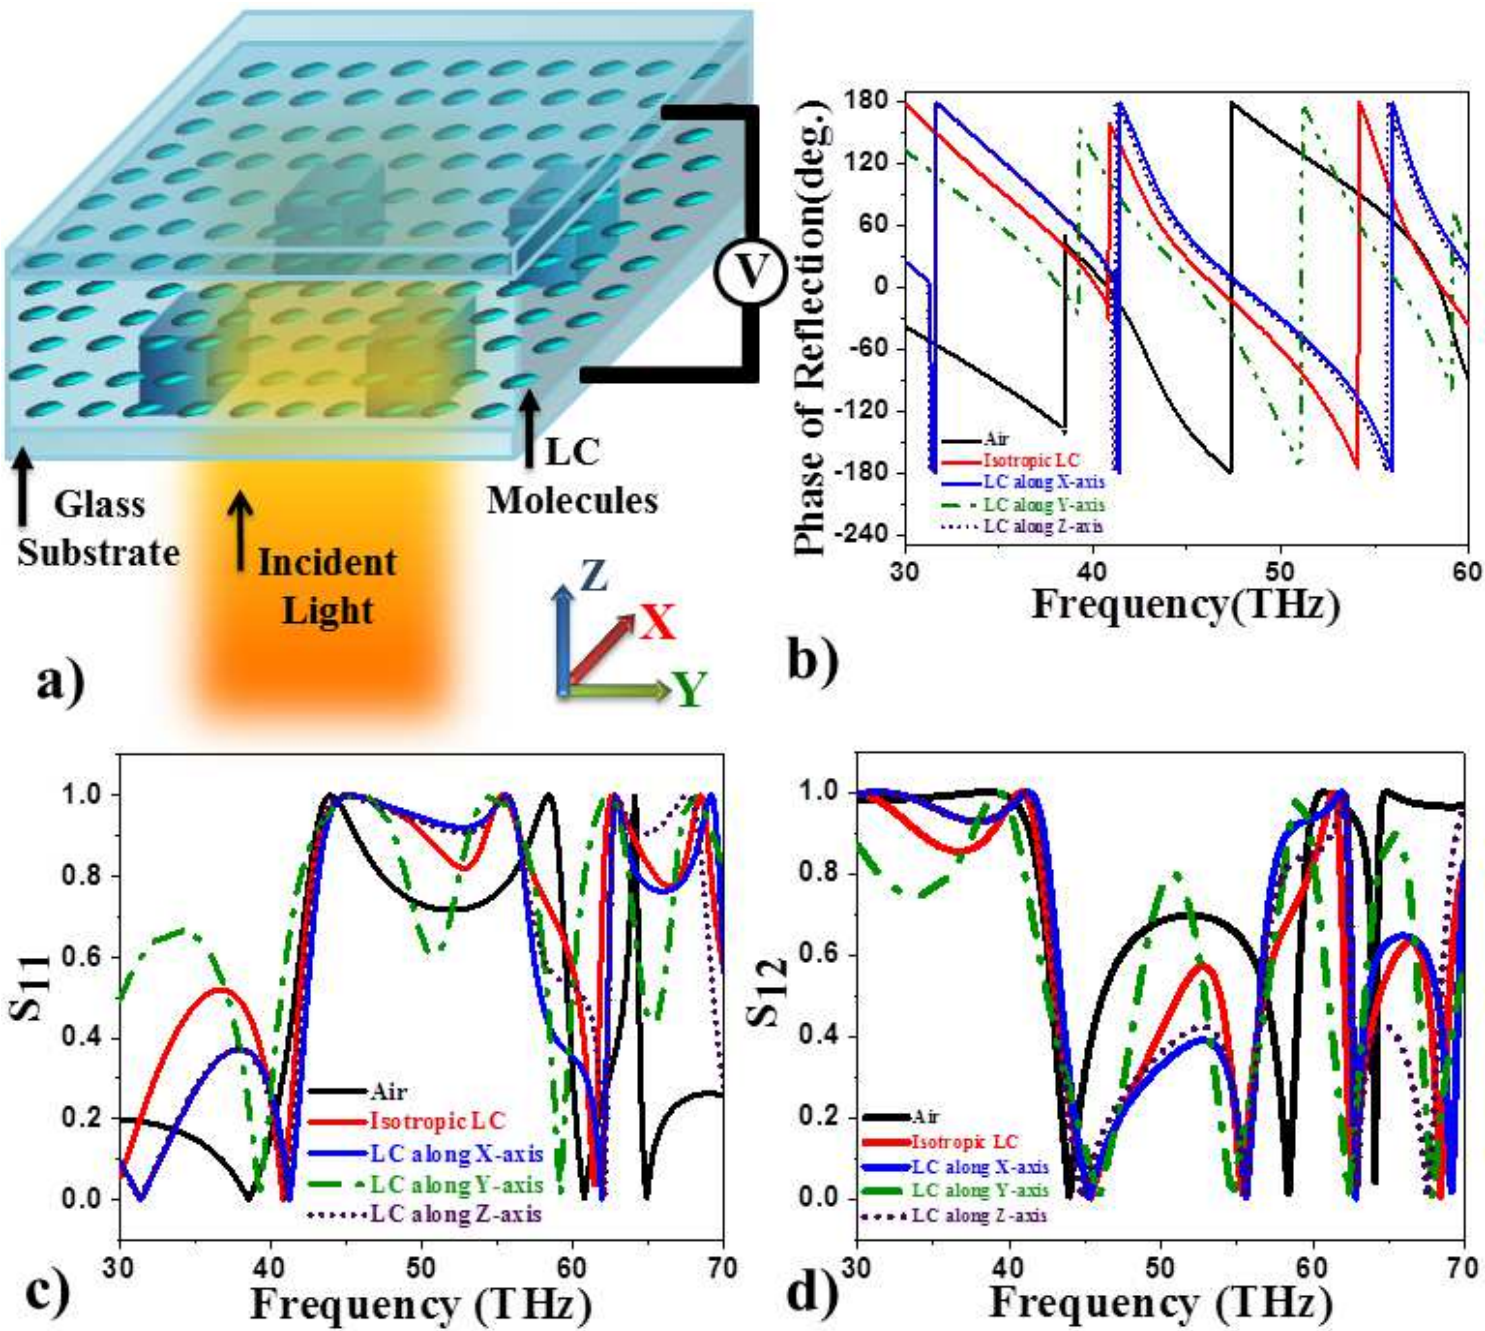 V
LC
Molecules
Glass
Substrate
Incident
Light
Z
X
Y
a)
Phase of Reflection(deg.)
180
120
60
0
-60
-120
-180
-240
Air
Isotropic LC
LC along X-axis
LC along Y-axis
LC along Z-axis
30 40 50 60
Frequency(THz)
b)
S11
1.0
0.8
0.6
0.4
0.2
0.0
Air
Isotropic LC
LC along X-axis
LC along Y-axis
LC along Z-axis
30 40 50 60 70
Frequency (THz)
c)
S12
1.0
0.8
0.6
0.4
0.2
0.0
Air
Isotropic LC
LC along X-axis
LC along Y-axis
LC along Z-axis
30 40 50 60 70
Frequency (THz)
d)